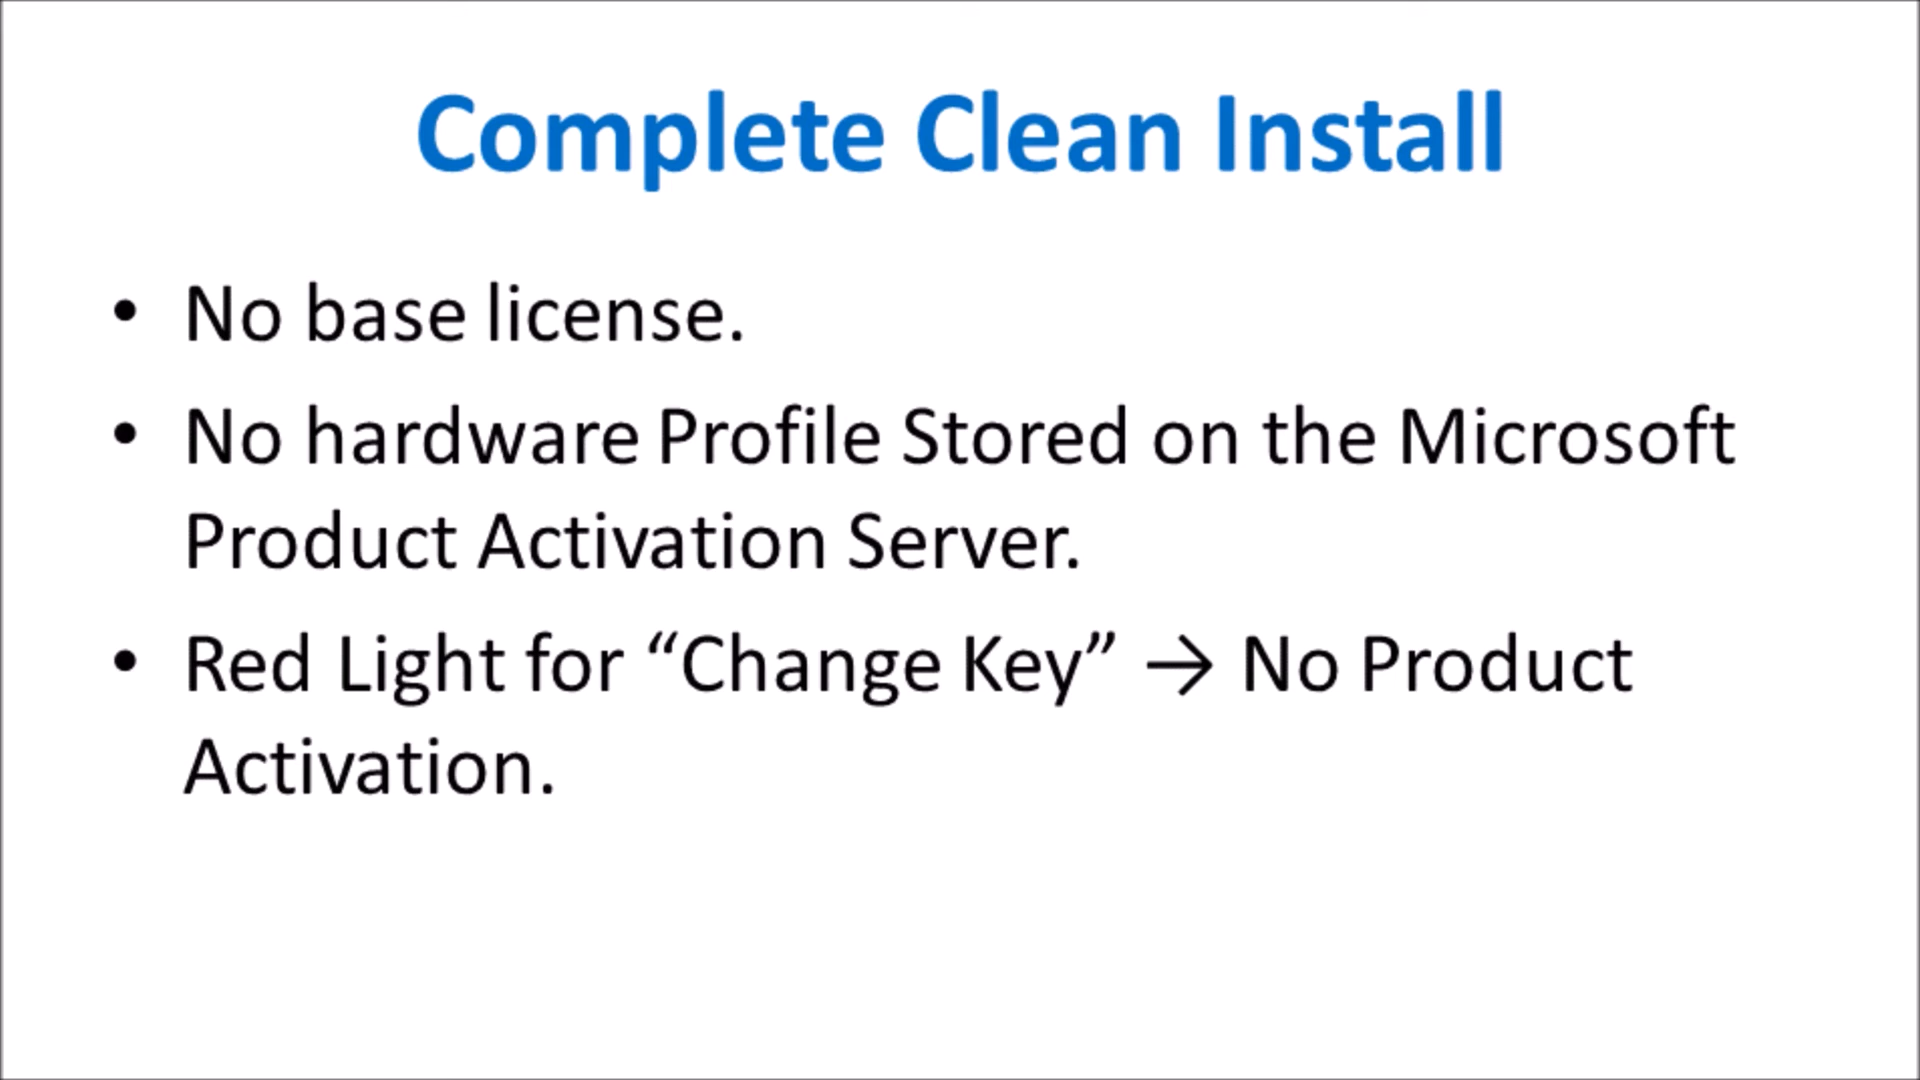 Complete Clean Install
• No base license.
• No hardware Profile Stored on the Microsoft
Product Activation Server.
• Red Light for “Change Key” → No Product
Activation.